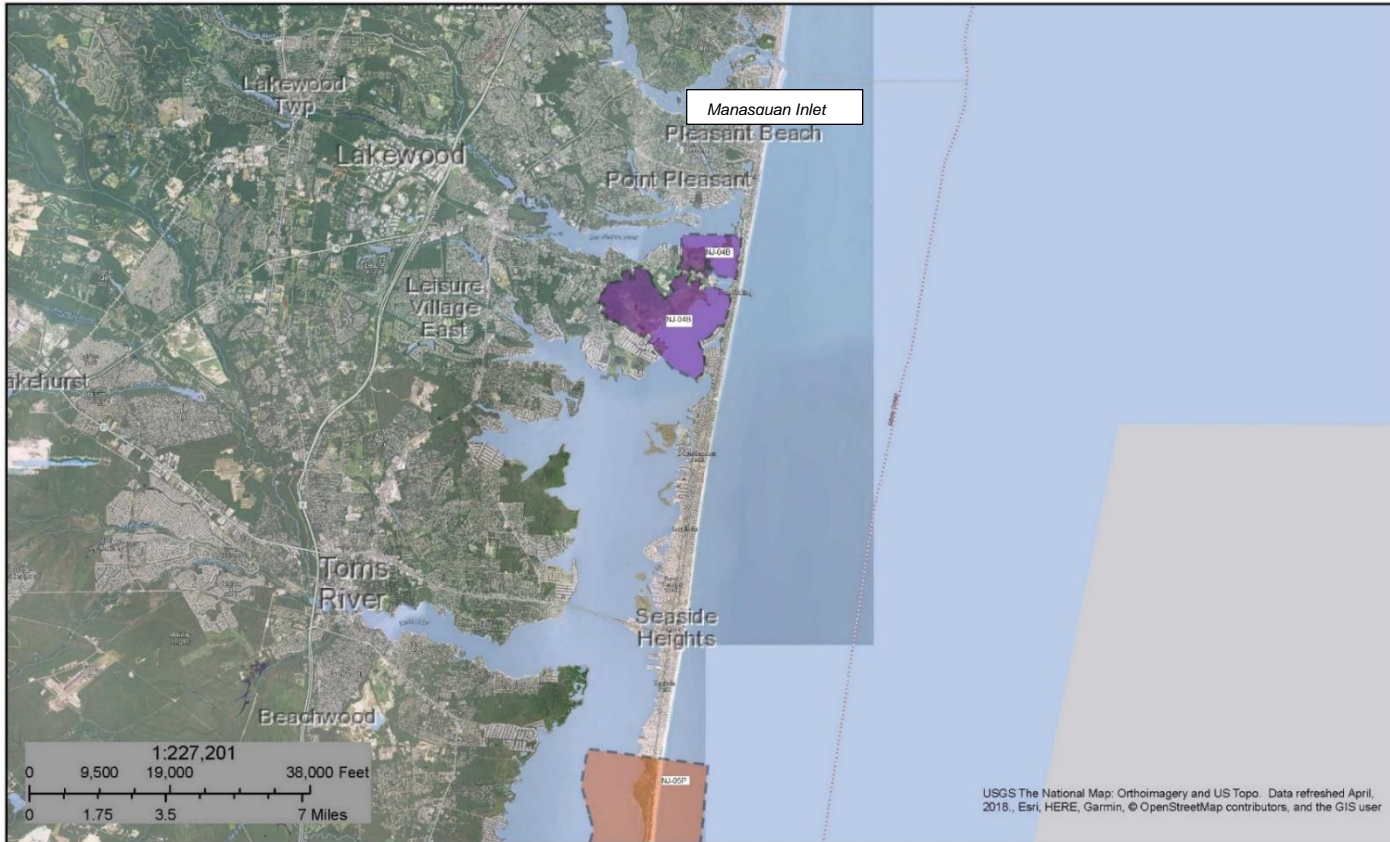 Lakewood
Twp
Manasquan Inlet
Pleasant Beach
Lakewood
Point Pleasant
NJ-04B
Leisure
Village
East
NJ-04B
akehurst
Toms
River
Seaside
Heights
Beachwood
NJ-05P
1:227,201
0 9,500 19,000 38,000 Feet
0 1.75 3.5 7 Miles
USGS The National Map: Orthoimagery and US Topo. Data refreshed April,
2018., Esri, HERE, Garmin, © OpenStreetMap contributors, and the GIS user